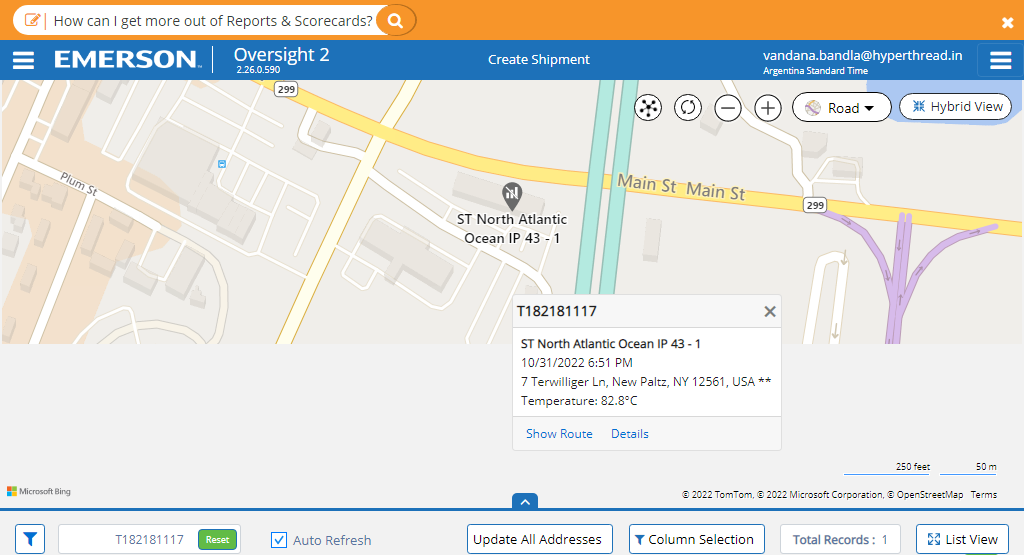 How can I get more out of Reports & Scorecards?
EMERSON
Oversight 2
2.26.0.590
Create Shipment
vandana.bandla@hyperthread.in
Argentina Standard Time
299
Road
Hybrid View
Plum St
Main St Main St
299
ST North Atlantic
Ocean IP 43 - 1
T182181117
ST North Atlantic Ocean IP 43 - 1
10/31/2022 6:51 PM
7 Terwilliger Ln, New Paltz, NY 12561, USA **
Temperature: 82.8°C
Show Route Details
250 feet 50 m
Microsoft Bing
© 2022 TomTom, © 2022 Microsoft Corporation, © OpenStreetMap Terms
T182181117 Reset
Auto Refresh
Update All Addresses
Column Selection
Total Records : 1
List View